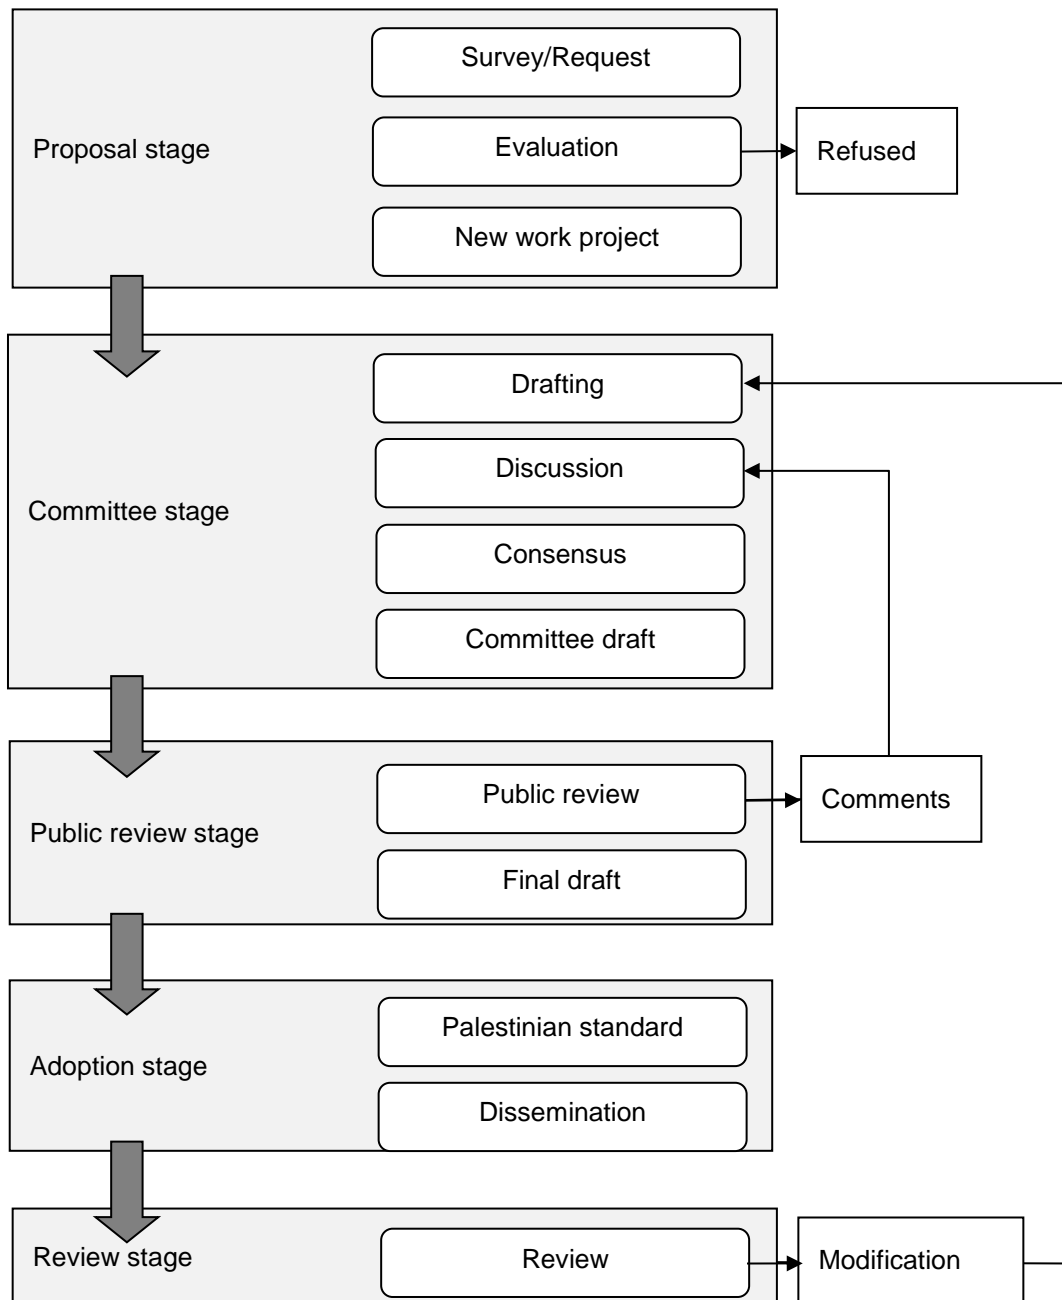 Proposal stage
Survey/Request
Evaluation
Refused
New work project
Committee stage
Drafting
Discussion
Consensus
Committee draft
Public review stage
Public review
Comments
Final draft
Adoption stage
Palestinian standard
Dissemination
Review stage
Review
Modification